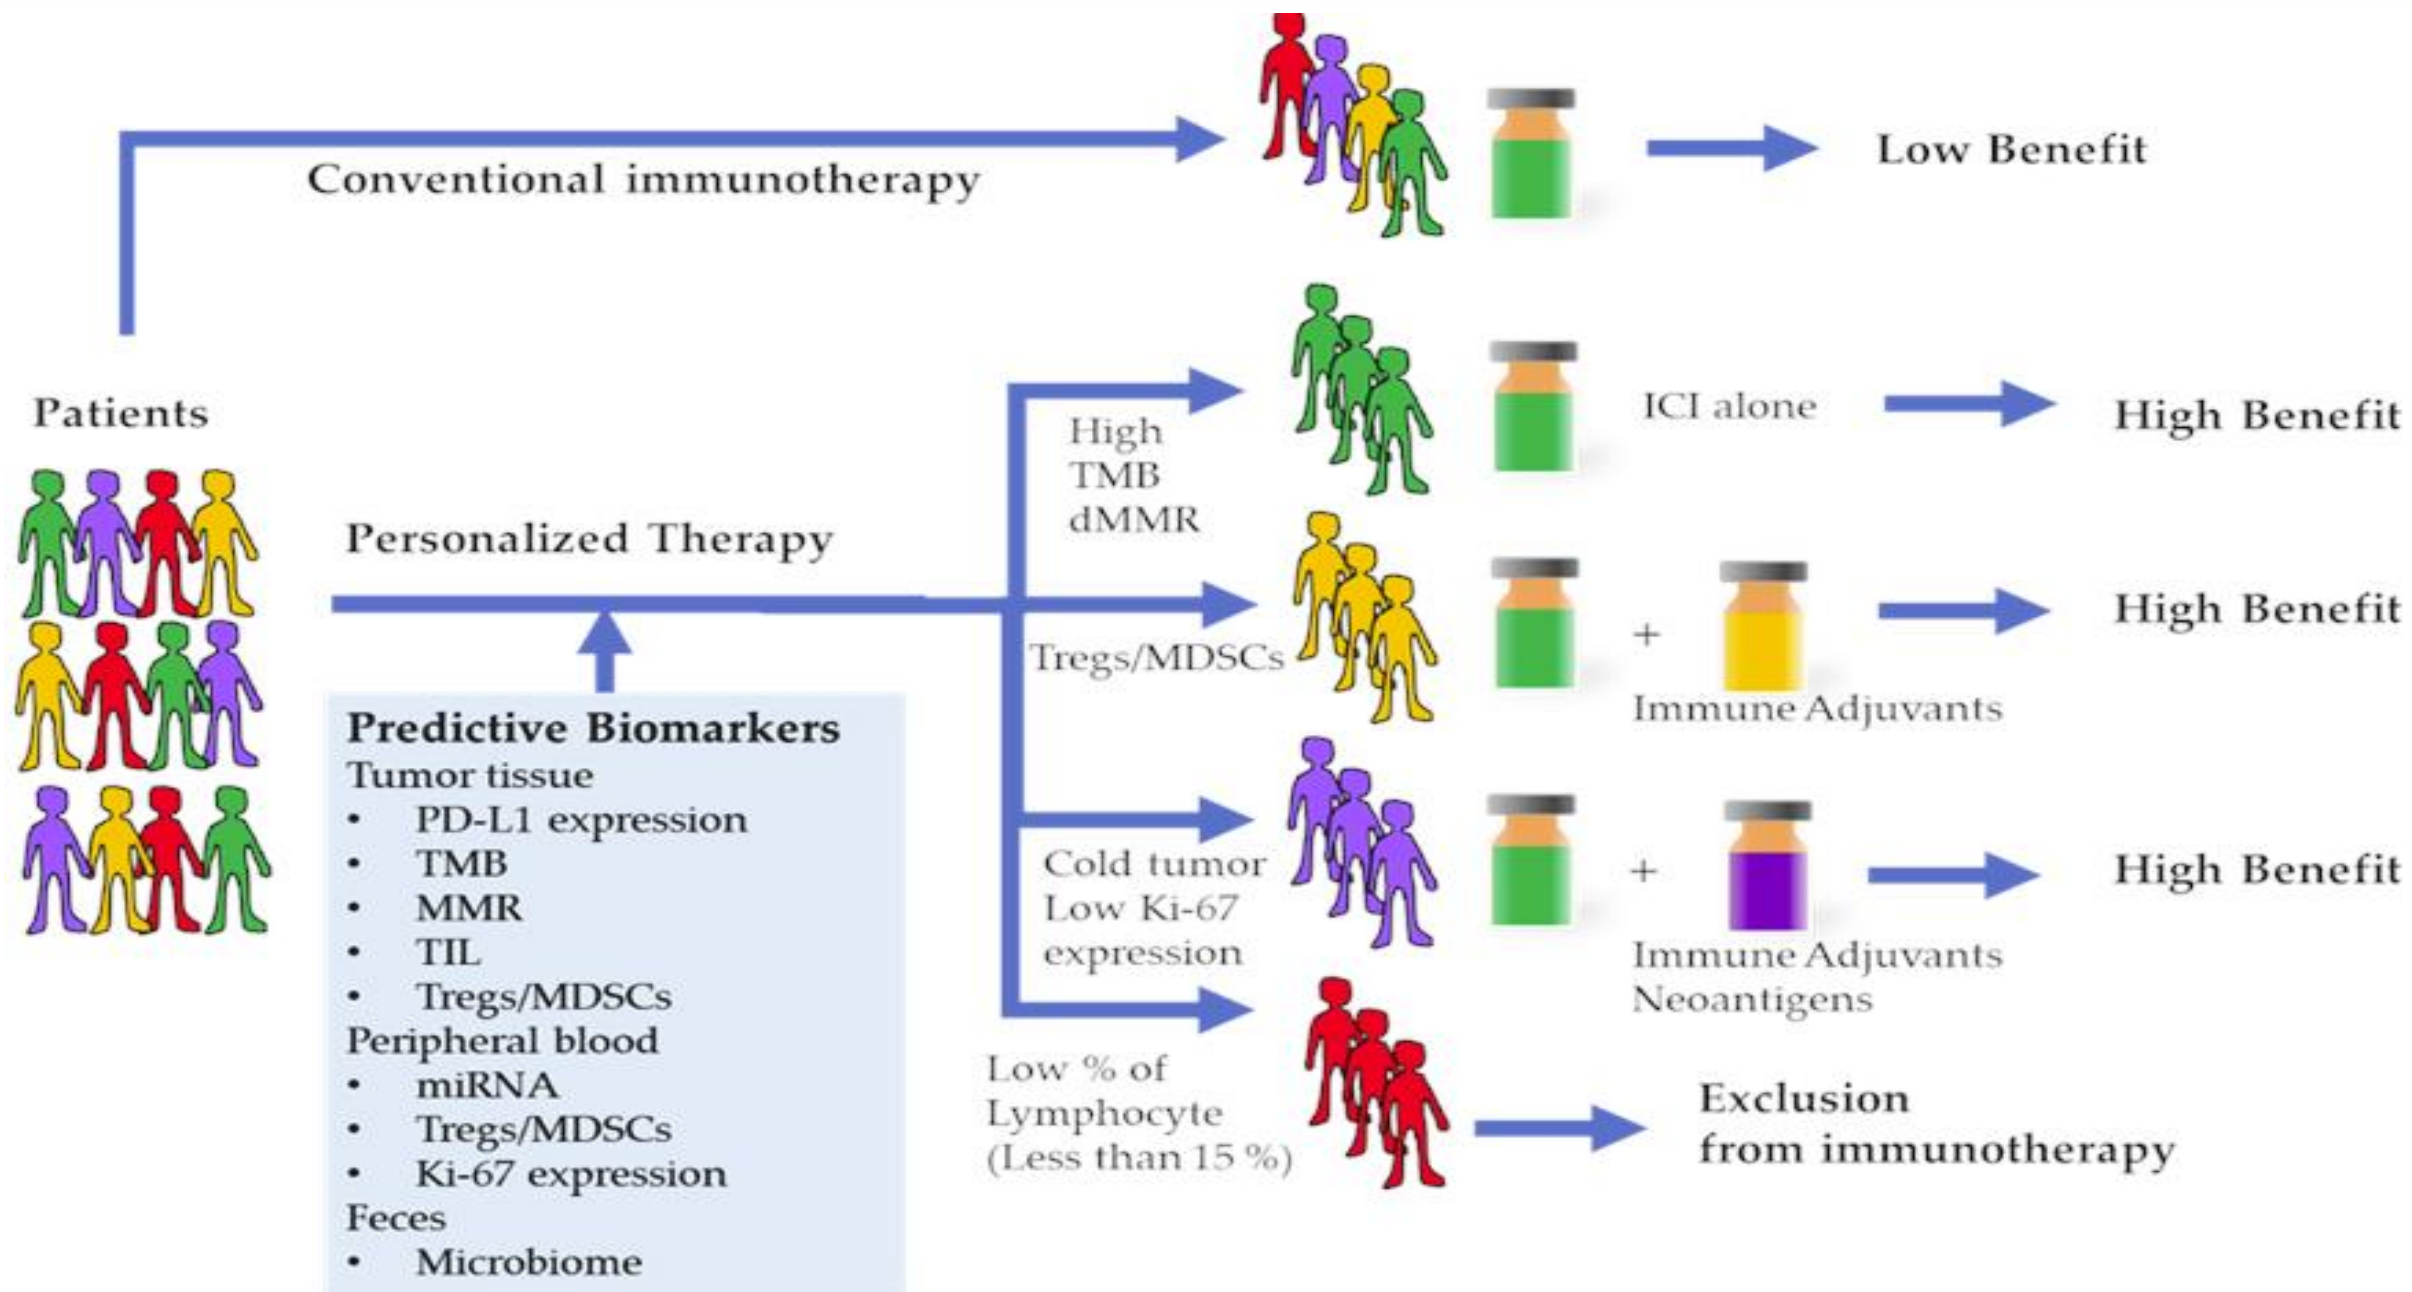 Conventional immunotherapy
Low Benefit
Patients
Personalized Therapy
Predictive Biomarkers
Tumor tissue
• PD-L1 expression
• TMB
• MMR
• TIL
• Tregs/MDSCs
Peripheral blood
• miRNA
• Tregs/MDSCs
• Ki-67 expression
Feces
• Microbiome
High
TMB
dMMR
ICI alone
High Benefit
Tregs/MDSCs
+
Immune Adjuvants
High Benefit
Cold tumor
Low Ki-67
expression
+
Immune Adjuvants
Neoantigens
High Benefit
Low % of
Lymphocyte
(Less than 15 %)
Exclusion
from immunotherapy